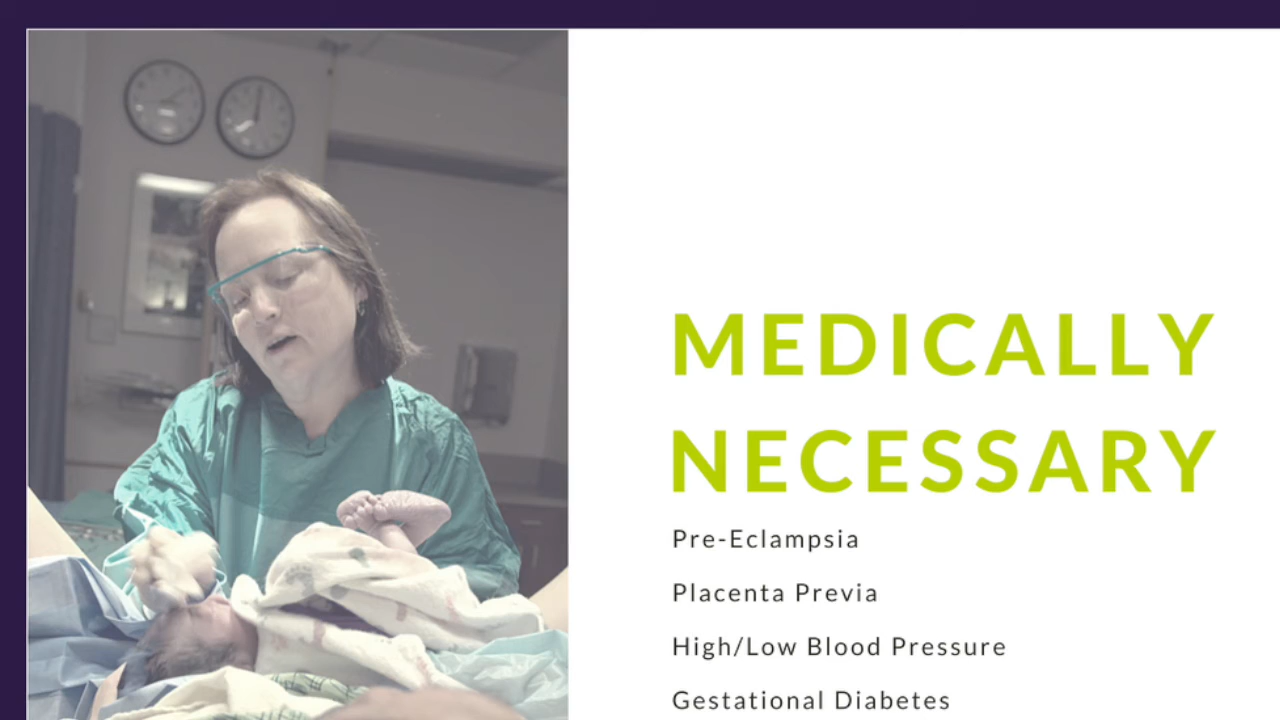 MEDICALLY
NECESSARY
Pre-Eclampsia
Placenta Previa
High/Low Blood Pressure
Gestational Diabetes